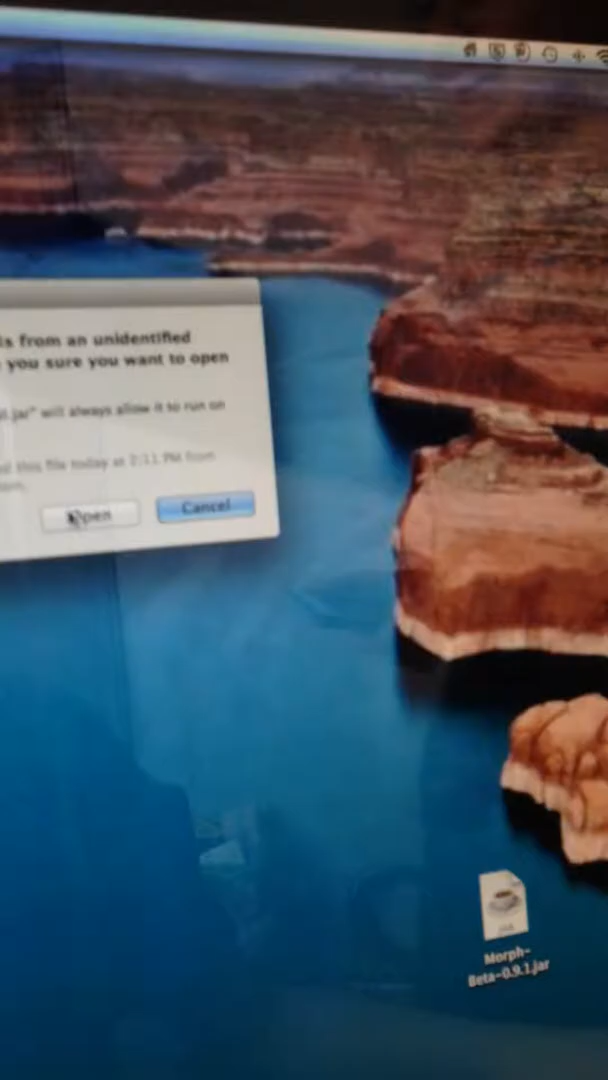 is from an unidentified
you sure you want to open
.jar" will always allow it to run on
this file today at 2:11 PM from
Open
Cancel
JAR
Morph-
Beta-0.9.1.jar